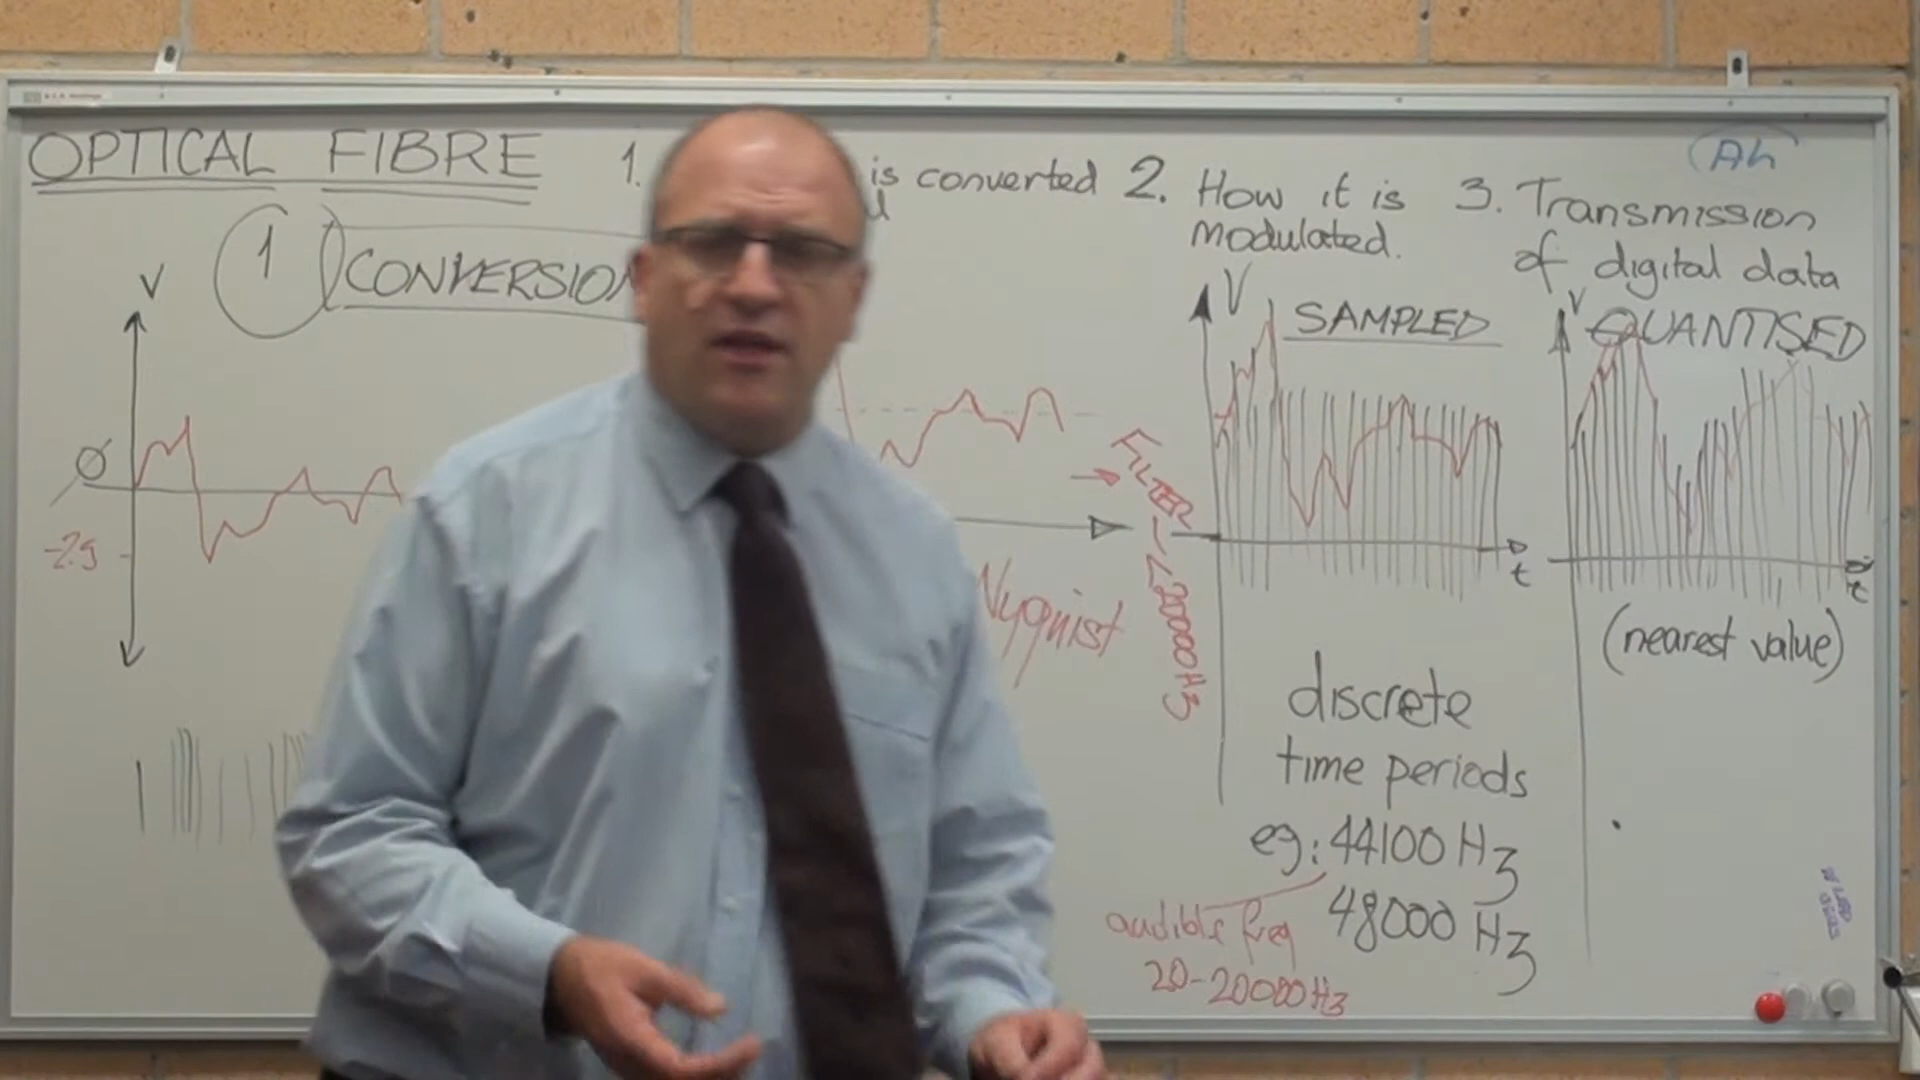 OPTICAL FIBRE
1.
is converted
2. How it is
modulated.
3. Transmission
of digital data
Ah
1
CONVERSION
V
Ø
-2.5
FILTER
< 20000Hz
Nyquist
V
SAMPLED
t
discrete
time periods
eg: 44100 Hz
48000 Hz
audible freq
20-20000Hz
V
QUANTISED
t
(nearest value)